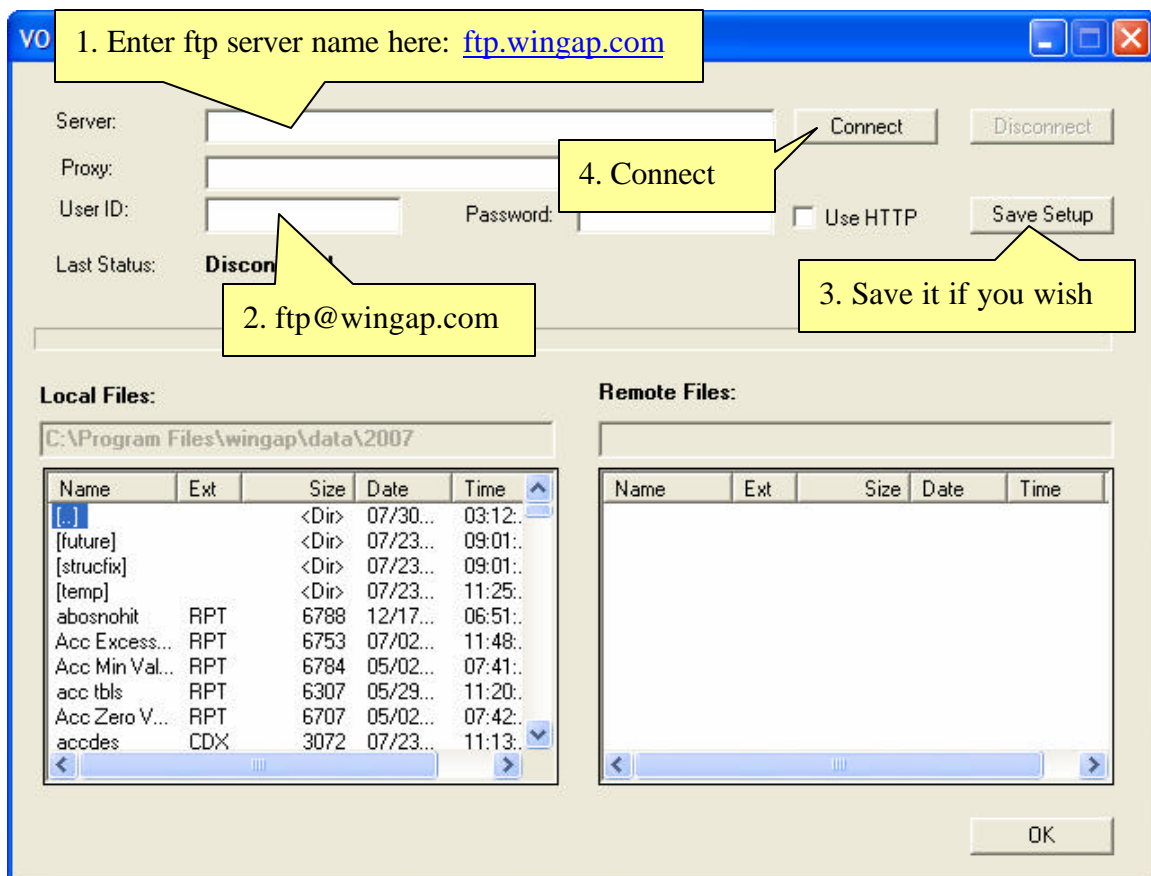 VO
1. Enter ftp server name here: ftp.wingap.com
Server:
Connect
Disconnect
Proxy:
4. Connect
User ID:
Password:
Use HTTP
Save Setup
Last Status:
Discon
2. ftp@wingap.com
3. Save it if you wish
Local Files:
Remote Files:
C:\Program Files\wingap\data\2007
Name Ext Size Date Time
[..] <Dir> 07/30... 03:12:.
[future] <Dir> 07/23... 09:01:.
[strucfix] <Dir> 07/23... 09:01:.
[temp] <Dir> 07/23... 11:25:.
abosnohit RPT 6788 12/17... 06:51:.
Acc Excess... RPT 6753 07/02... 11:48:.
Acc Min Val... RPT 6784 05/02... 07:41:.
acc tbls RPT 6307 05/29... 11:20:.
Acc Zero V... RPT 6707 05/02... 07:42:.
accdes CDX 3072 07/23... 11:13:.
Name Ext Size Date Time
OK